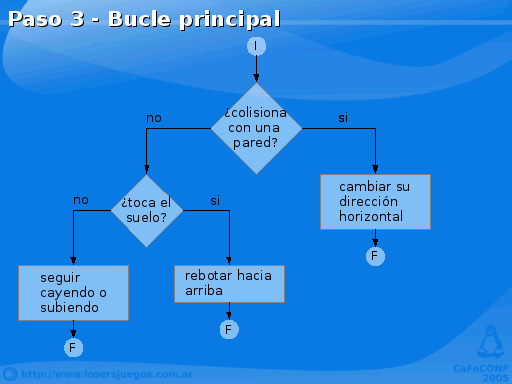 Paso 3 - Bucle principal
I
¿colisiona
con una
pared?
no
si
¿toca el
suelo?
cambiar su
dirección
horizontal
no
si
F
seguir
cayendo o
subiendo
rebotar hacia
arriba
F
F
http://www.losersjuegos.com.ar
CaFeCONF
2005